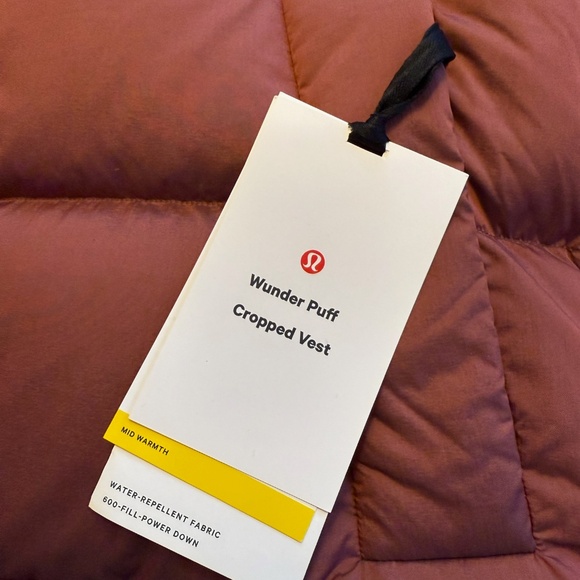 Wunder Puff
Cropped Vest
MID WARMTH
WATER-REPELLENT FABRIC
600-FILL-POWER DOWN